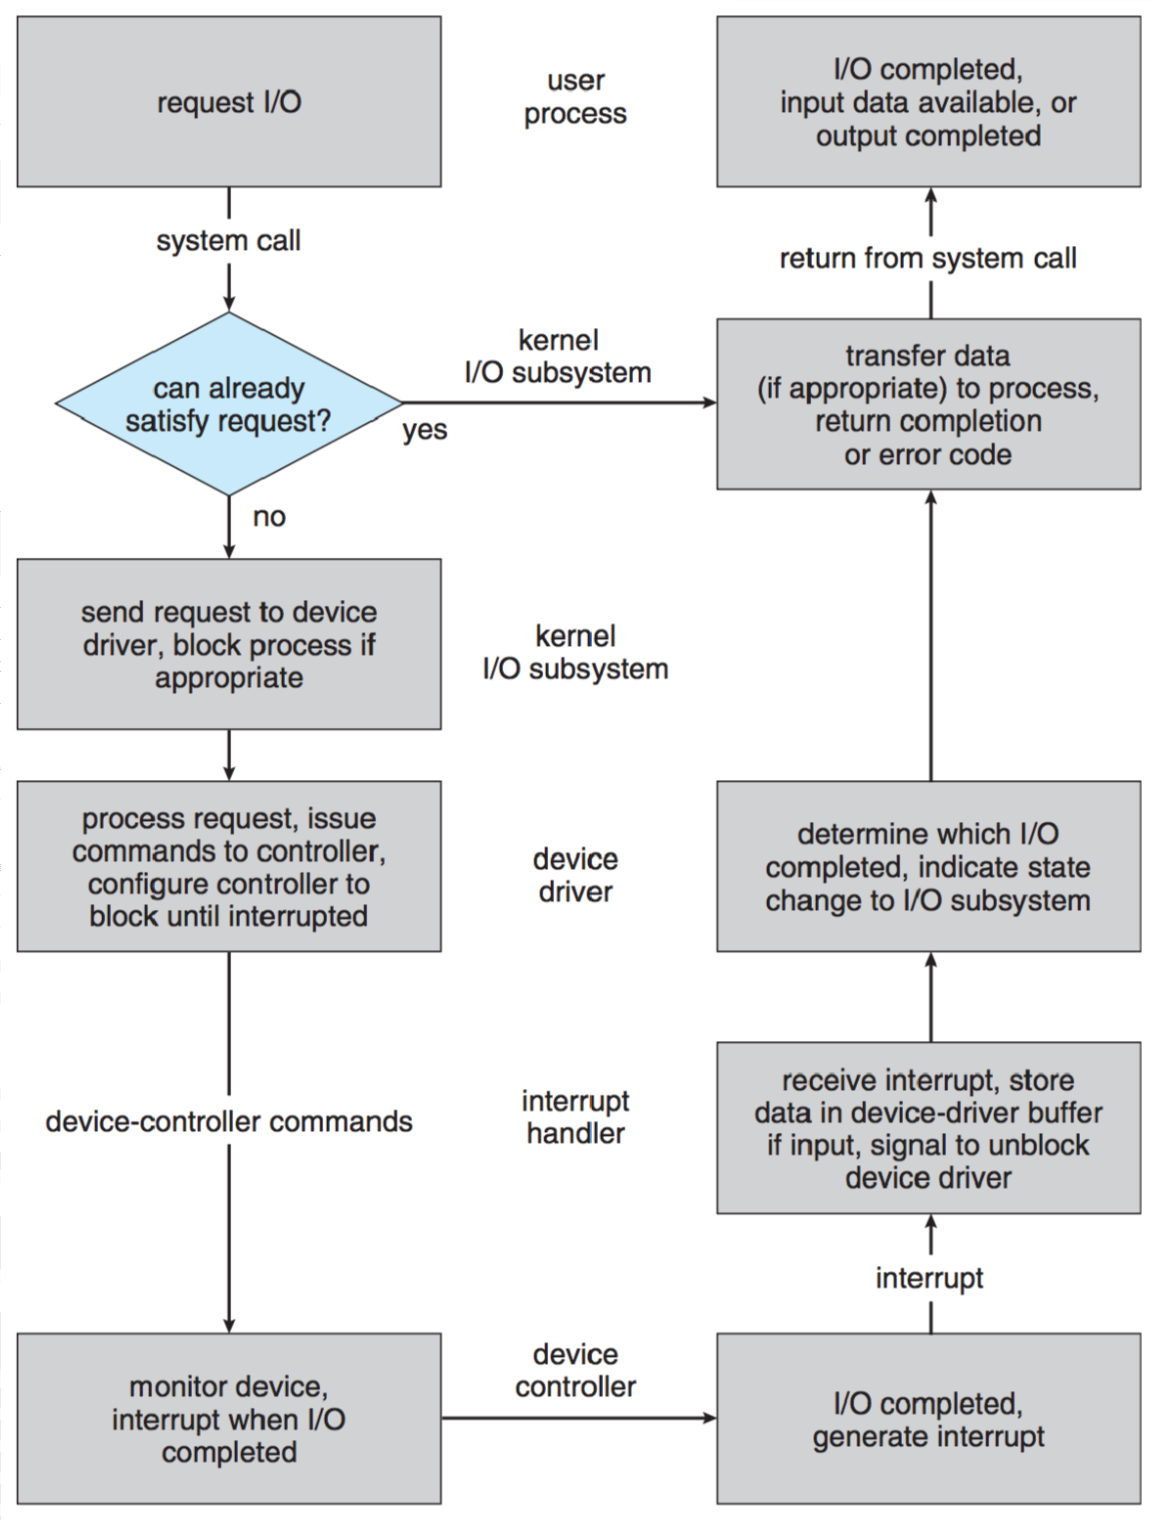 request I/O
user
process
I/O completed,
input data available, or
output completed
system call
return from system call
can already
satisfy request?
kernel
I/O subsystem
yes
transfer data
(if appropriate) to process,
return completion
or error code
no
send request to device
driver, block process if
appropriate
kernel
I/O subsystem
process request, issue
commands to controller,
configure controller to
block until interrupted
device
driver
determine which I/O
completed, indicate state
change to I/O subsystem
device-controller commands
interrupt
handler
receive interrupt, store
data in device-driver buffer
if input, signal to unblock
device driver
interrupt
monitor device,
interrupt when I/O
completed
device
controller
I/O completed,
generate interrupt